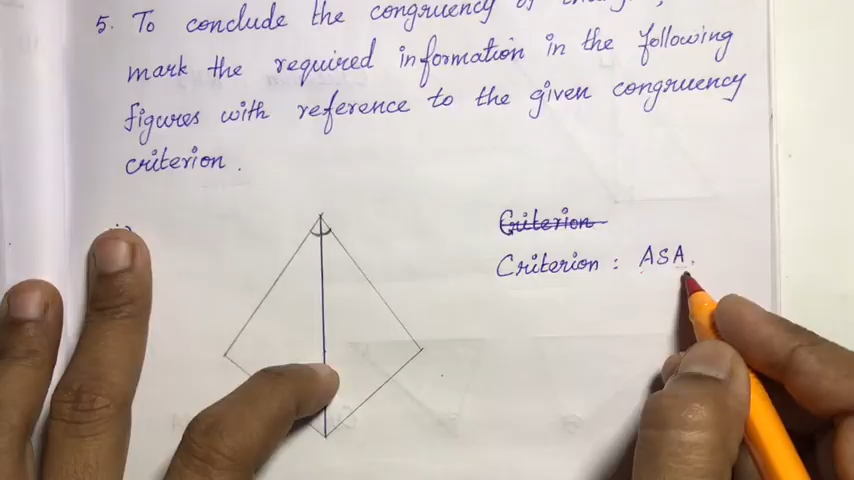 5. To conclude the congruency of
mark the required information in the following
figures with reference to the given congruency
criterion.
Criterion
Criterion : ASA.